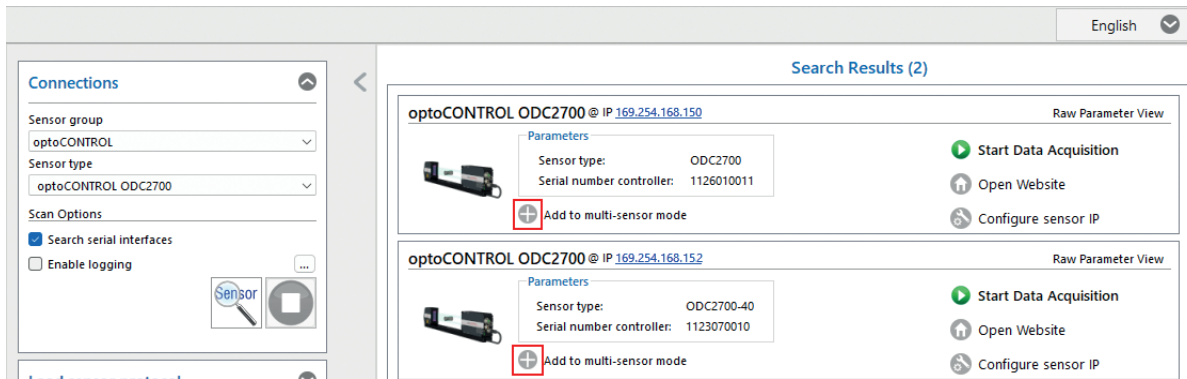 English
Connections
Sensor group
optoCONTROL
Sensor type
optoCONTROL ODC2700
Scan Options
Search serial interfaces
Enable logging
...
Sensor
Search Results (2)
optoCONTROL ODC2700 @ IP 169.254.168.150
Raw Parameter View
Parameters
Sensor type: ODC2700
Serial number controller: 1126010011
Add to multi-sensor mode
Start Data Acquisition
Open Website
Configure sensor IP
optoCONTROL ODC2700 @ IP 169.254.168.152
Raw Parameter View
Parameters
Sensor type: ODC2700-40
Serial number controller: 1123070010
Add to multi-sensor mode
Start Data Acquisition
Open Website
Configure sensor IP